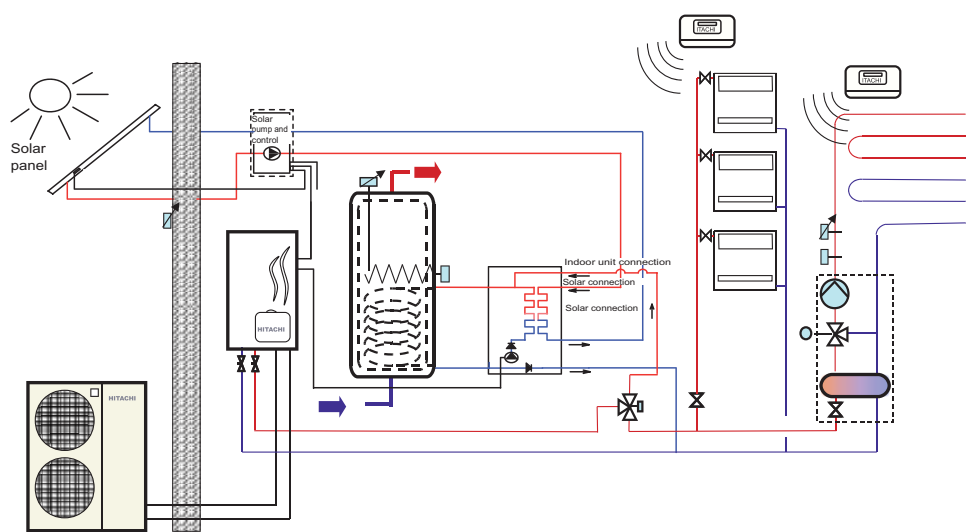 ITACHI
ITACHI
Solar
pump and
control
Solar
panel
Indoor unit connection
Solar connection
Solar connection
HITACHI
HITACHI